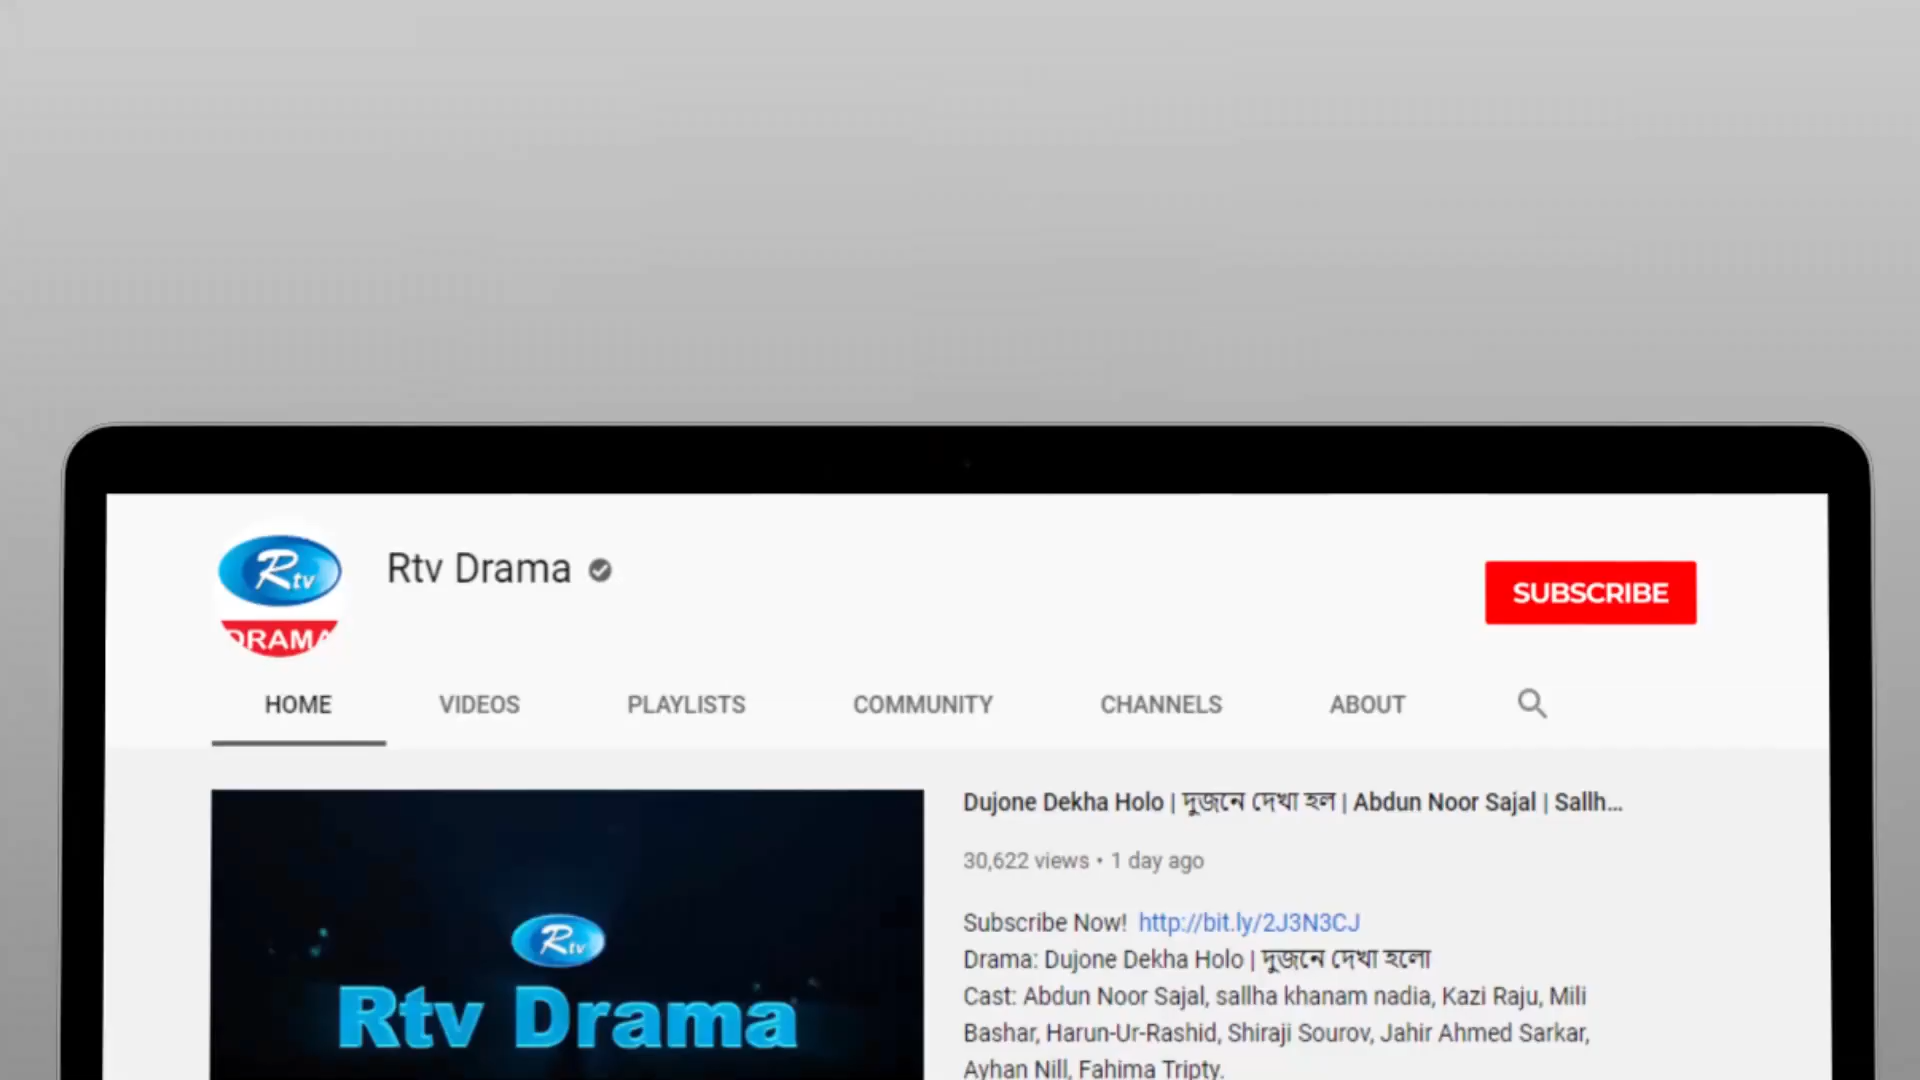 Rtv
DRAMA
Rtv Drama
SUBSCRIBE
HOME
VIDEOS
PLAYLISTS
COMMUNITY
CHANNELS
ABOUT
Rtv
Rtv Drama
Dujone Dekha Holo | দুজনে দেখা হল | Abdun Noor Sajal | Sallh...
30,622 views • 1 day ago
Subscribe Now! http://bit.ly/2J3N3CJ
Drama: Dujone Dekha Holo | দুজনে দেখা হলো
Cast: Abdun Noor Sajal, sallha khanam nadia, Kazi Raju, Mili
Bashar, Harun-Ur-Rashid, Shiraji Sourov, Jahir Ahmed Sarkar,
Ayhan Nill, Fahima Tripty.